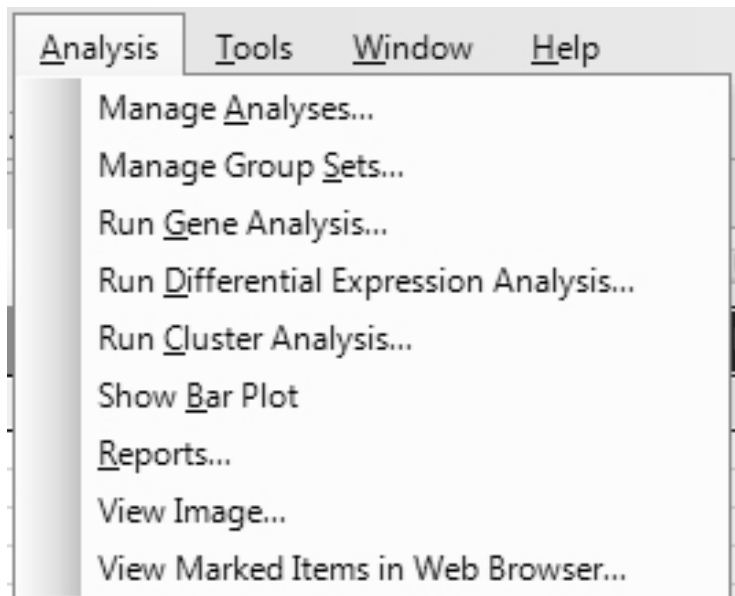 Analysis Tools Window Help
Manage Analyses...
Manage Group Sets...
Run Gene Analysis...
Run Differential Expression Analysis...
Run Cluster Analysis...
Show Bar Plot
Reports...
View Image...
View Marked Items in Web Browser...